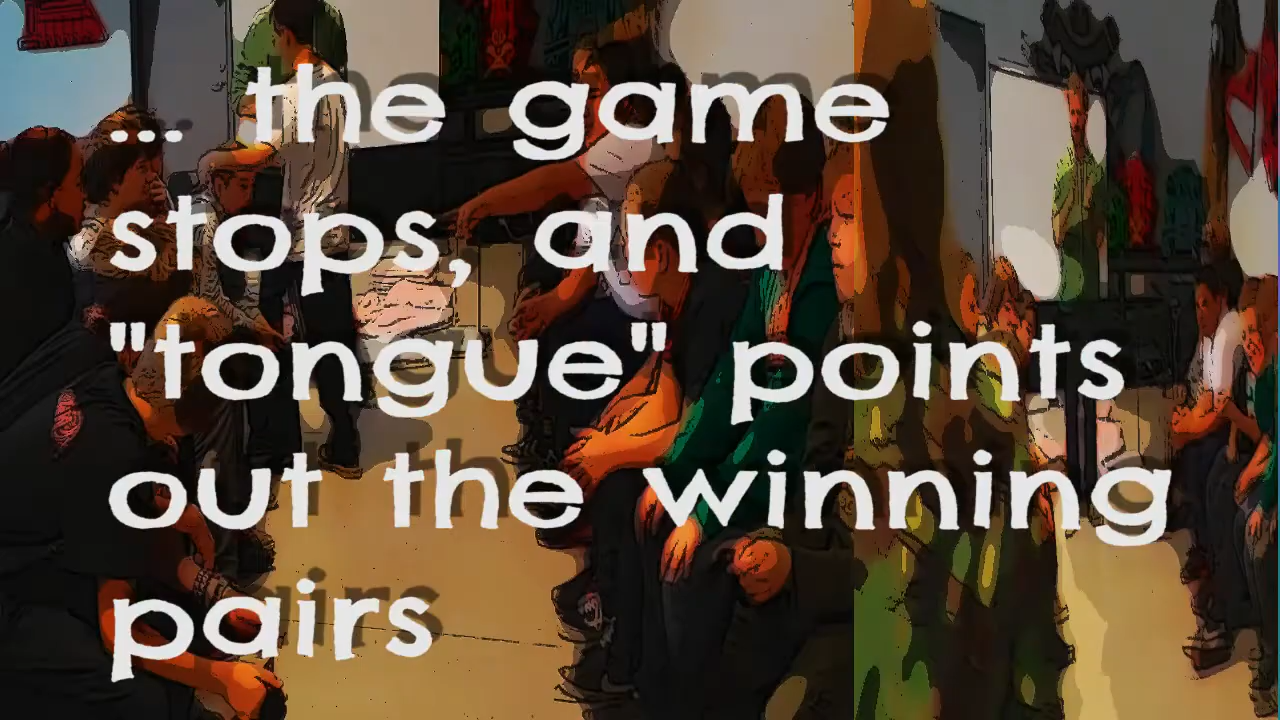 ... the game
stops, and
"tongue" points
out the winning
pairs